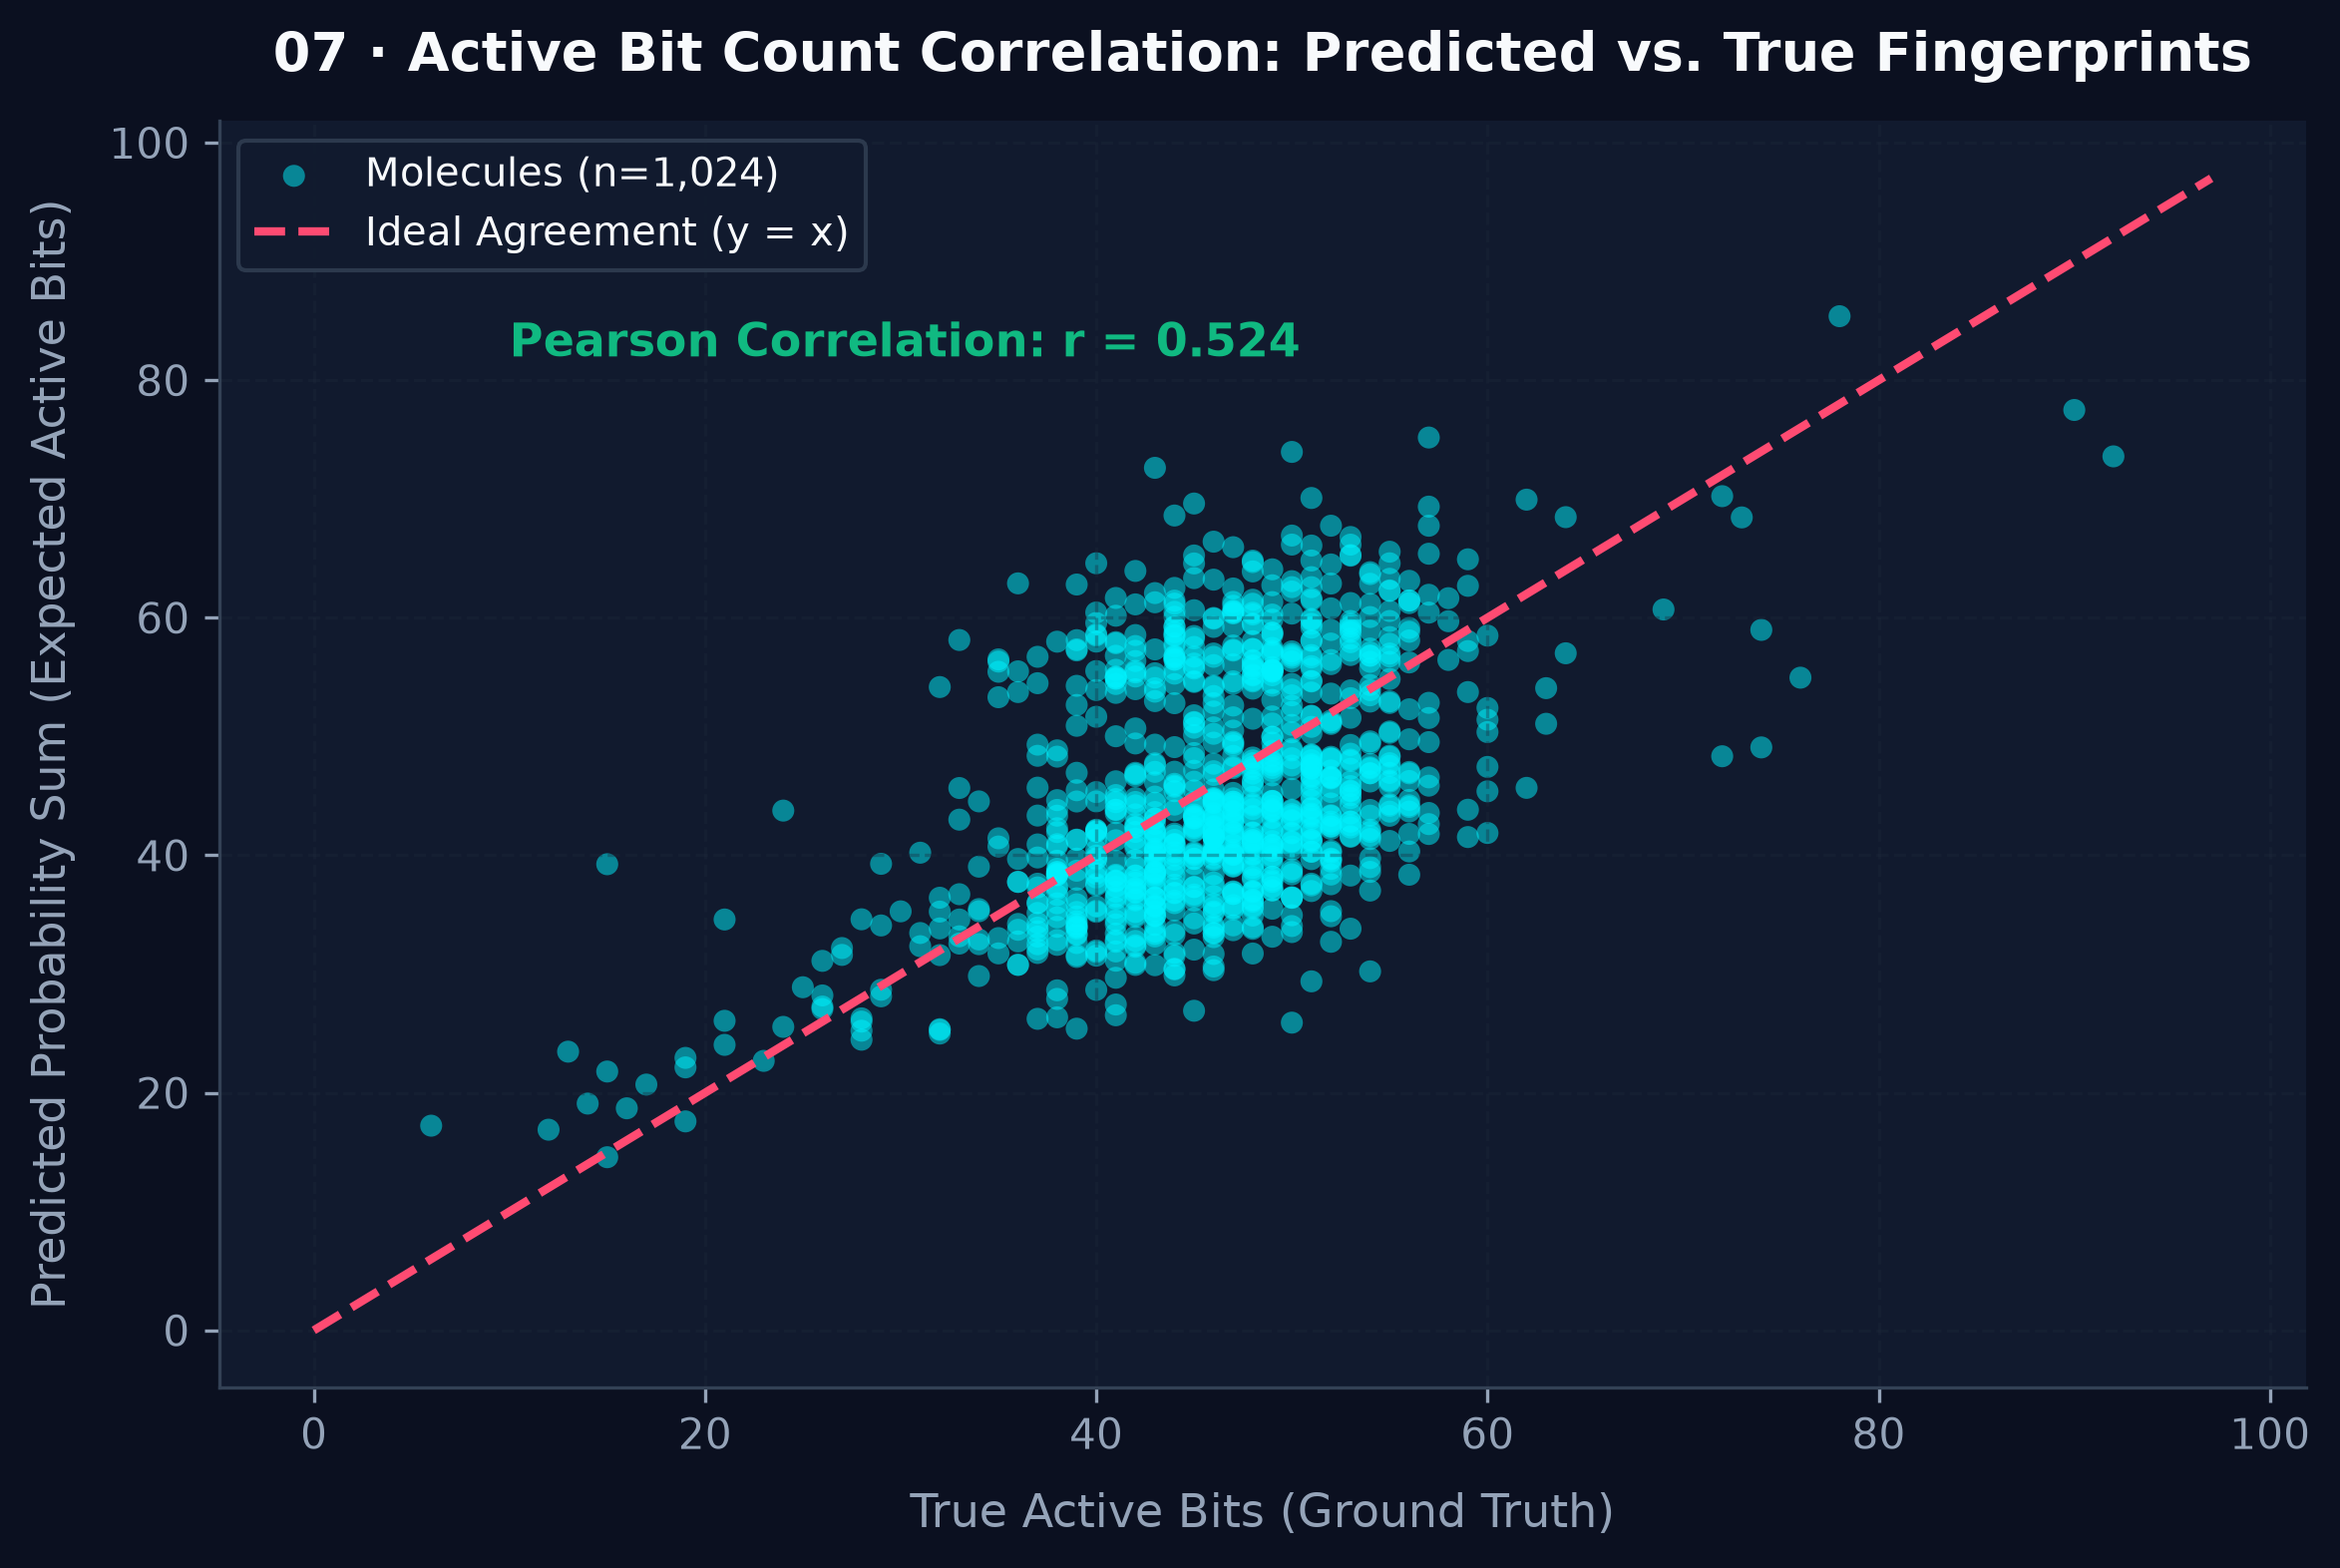 07 · Active Bit Count Correlation: Predicted vs. True Fingerprints
Molecules (n=1,024)
Ideal Agreement (y = x)
Pearson Correlation: r = 0.524
Predicted Probability Sum (Expected Active Bits)
100
80
60
40
20
0
0 20 40 60 80 100
True Active Bits (Ground Truth)